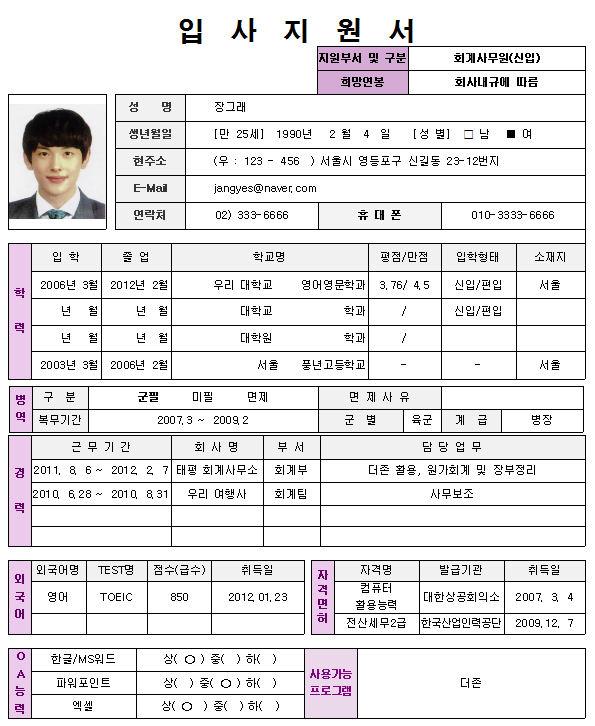 입 사 지 원 서
지원부서 및 구분 회계사무원(신입)
희망연봉 회사내규에 따름
성 명 장그래
생년월일 [만 25세] 1990년 2 월 4 일 [성 별] □ 남 ■ 여
현주소 (우 : 123 - 456 ) 서울시 영등포구 신길동 23-12번지
E-Mail jangyes@naver.com
연락처 02) 333-6666 휴 대 폰 010-3333-6666
학 력
입 학 졸 업 학교명 평점/만점 입학형태 소재지
2006년 3월 2012년 2월 우리 대학교 영어영문학과 3.76/ 4.5 신입/편입 서울
년 월 년 월 대학교 학과 / 신입/편입
년 월 년 월 대학원 학과 /
2003년 3월 2006년 2월 서울 풍년고등학교 - - 서울
병 역
구 분 군필 미필 면제 면 제 사 유
복무기간 2007.3 ~ 2009.2 군 별 육군 계 급 병장
경 력
근 무 기 간 회 사 명 부 서 담 당 업 무
2011. 8. 6 ~ 2012. 2. 7 태평 회계사무소 회계부 더존 활용, 원가회계 및 장부정리
2010. 6.28 ~ 2010. 8.31 우리 여행사 회계팀 사무보조
외 국 어
외국어명 TEST명 점수(급수) 취득일
영어 TOEIC 850 2012.01.23
자 격 면 허
자격명 발급기관 취득일
컴퓨터
활용능력 대한상공회의소 2007. 3. 4
전산세무2급 한국산업인력공단 2009.12. 7
O A 능 력
한글/MS워드 상( ○ ) 중( ) 하( )
파워포인트 상( ) 중( ○ ) 하( )
엑셀 상( ○ ) 중( ) 하( )
사용가능
프로그램
더존